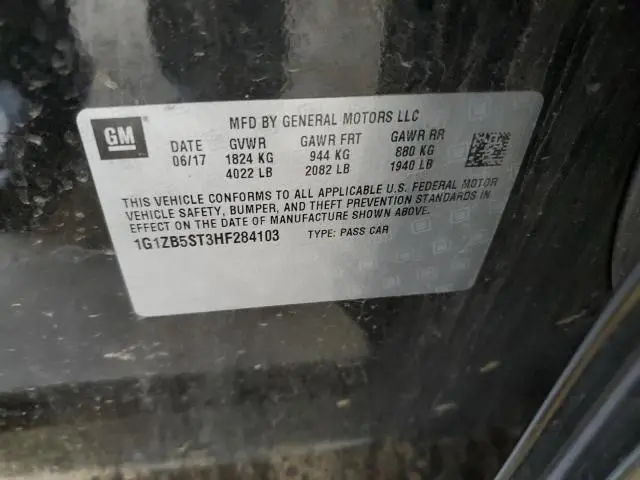 GM
MFD BY GENERAL MOTORS LLC
DATE GVWR GAWR FRT GAWR RR
06/17 1824 KG 944 KG 880 KG
4022 LB 2082 LB 1940 LB
THIS VEHICLE CONFORMS TO ALL APPLICABLE U.S. FEDERAL MOTOR
VEHICLE SAFETY, BUMPER, AND THEFT PREVENTION STANDARDS IN
EFFECT ON THE DATE OF MANUFACTURE SHOWN ABOVE.
1G1ZB5ST3HF284103 TYPE: PASS CAR